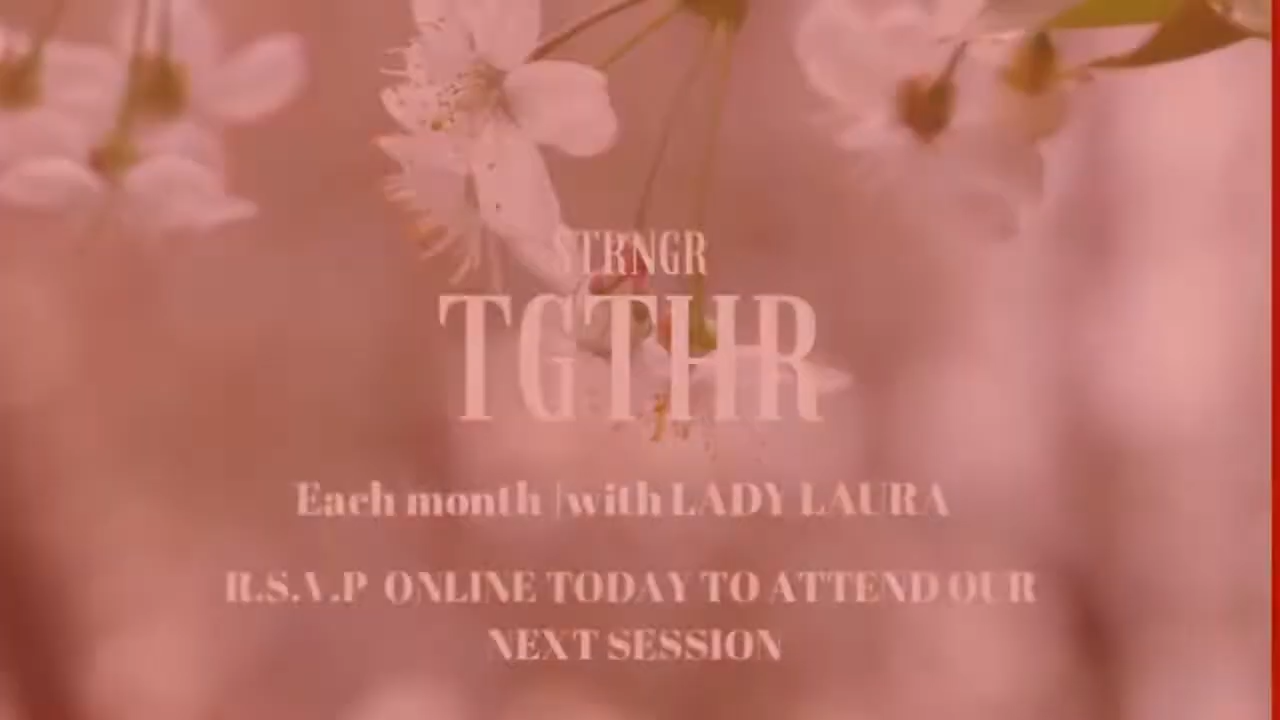 STRNGR
TGTHR
Each month | with LADY LAURA
R.S.V.P ONLINE TODAY TO ATTEND OUR
NEXT SESSION